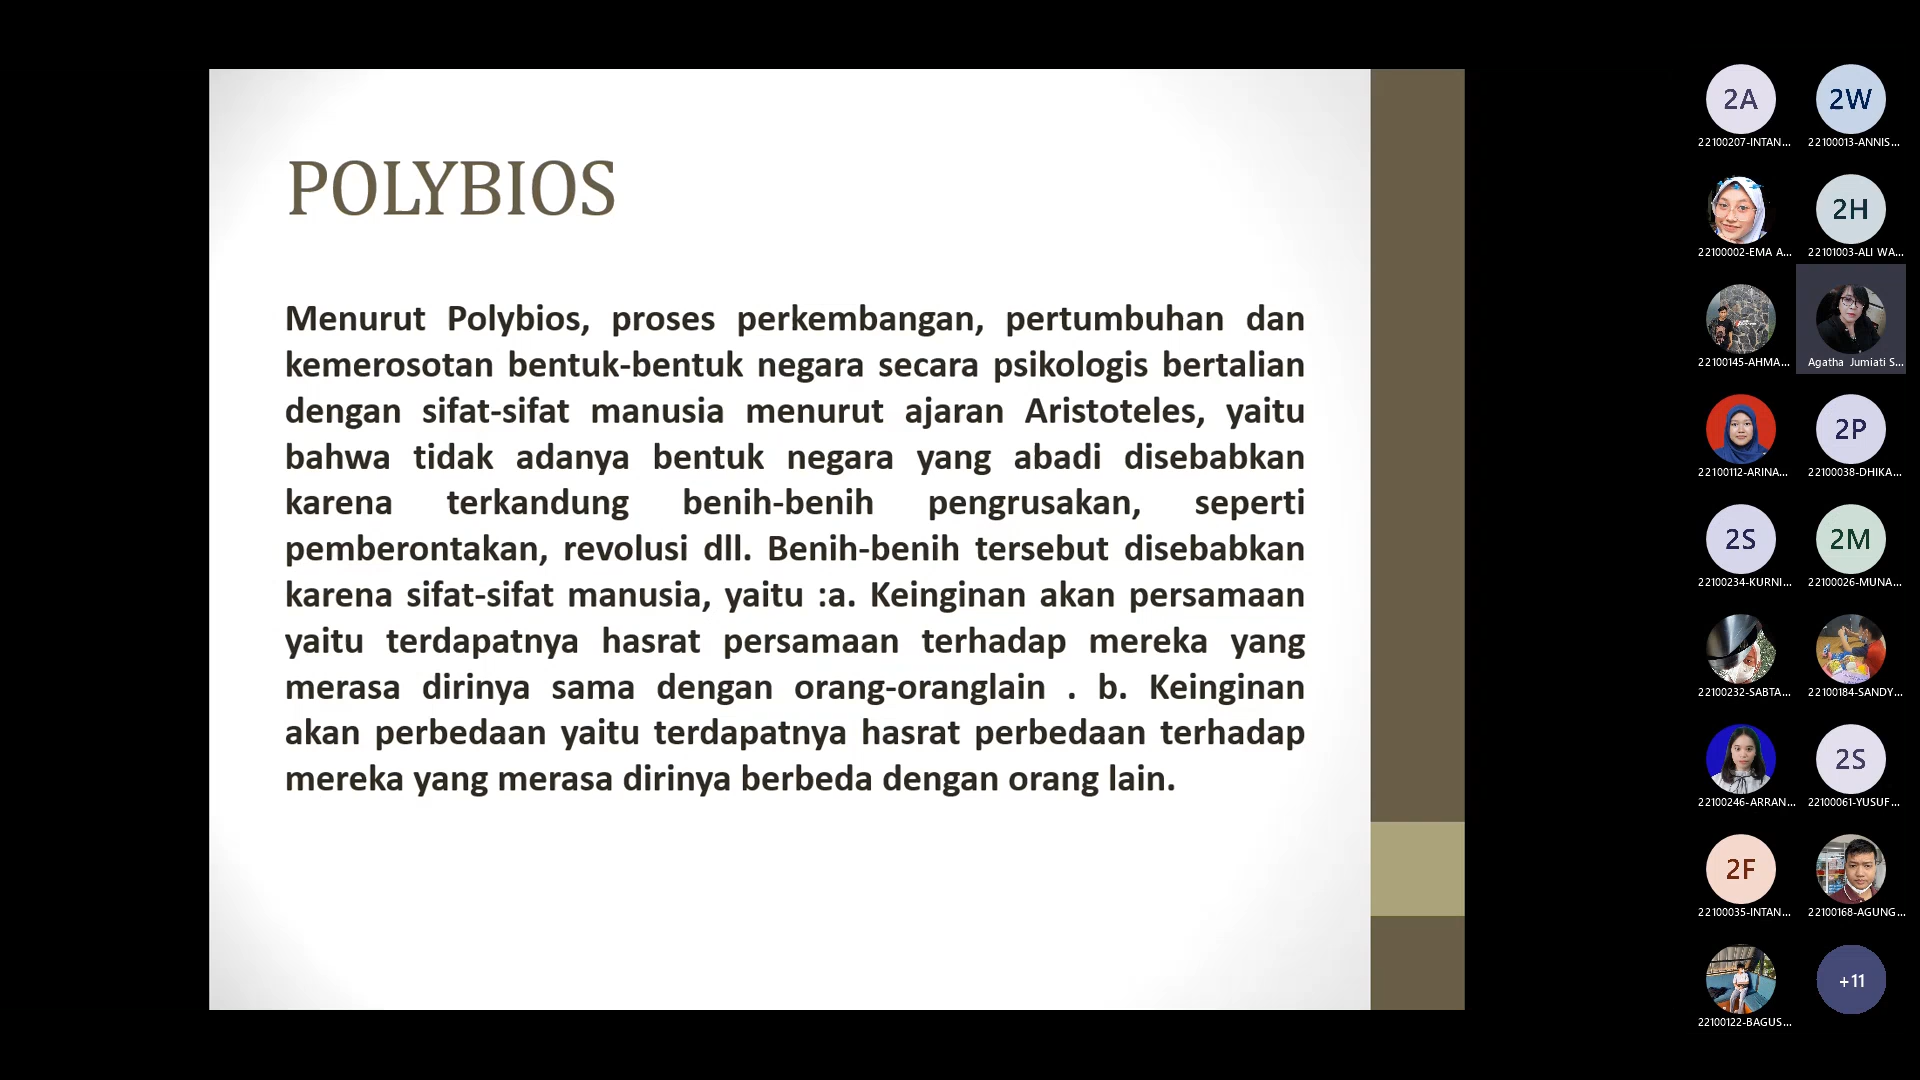 POLYBIOS
Menurut Polybios, proses perkembangan, pertumbuhan dan
kemerosotan bentuk-bentuk negara secara psikologis bertalian
dengan sifat-sifat manusia menurut ajaran Aristoteles, yaitu
bahwa tidak adanya bentuk negara yang abadi disebabkan
karena terkandung benih-benih pengrusakan, seperti
pemberontakan, revolusi dll. Benih-benih tersebut disebabkan
karena sifat-sifat manusia, yaitu :a. Keinginan akan persamaan
yaitu terdapatnya hasrat persamaan terhadap mereka yang
merasa dirinya sama dengan orang-oranglain . b. Keinginan
akan perbedaan yaitu terdapatnya hasrat perbedaan terhadap
mereka yang merasa dirinya berbeda dengan orang lain.
2A
2W
22100207-INTAN...
22100013-ANNIS...
2H
22100002-EMA A...
22101003-ALI WA...
22100145-AHMA...
Agatha Jumiati S...
2P
22100112-ARINA...
22100038-DHIKA...
2S
2M
22100234-KURNI...
22100026-MUNA...
22100232-SABTA...
22100184-SANDY...
2S
22100246-ARRAN...
22100061-YUSUF...
2F
22100035-INTAN...
22100168-AGUNG...
+11
22100122-BAGUS...